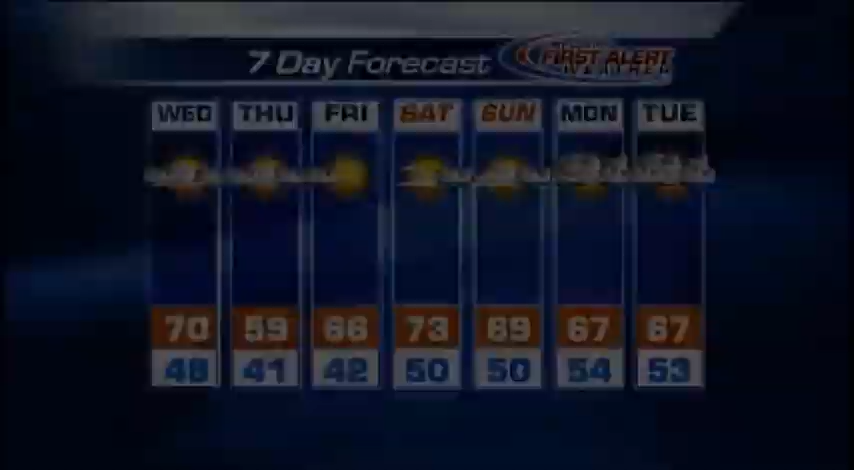 7 Day Forecast
FIRST ALERT
WEATHER
WED THU FRI SAT SUN MON TUE
70 59 66 73 69 67 67
48 41 42 50 50 54 53